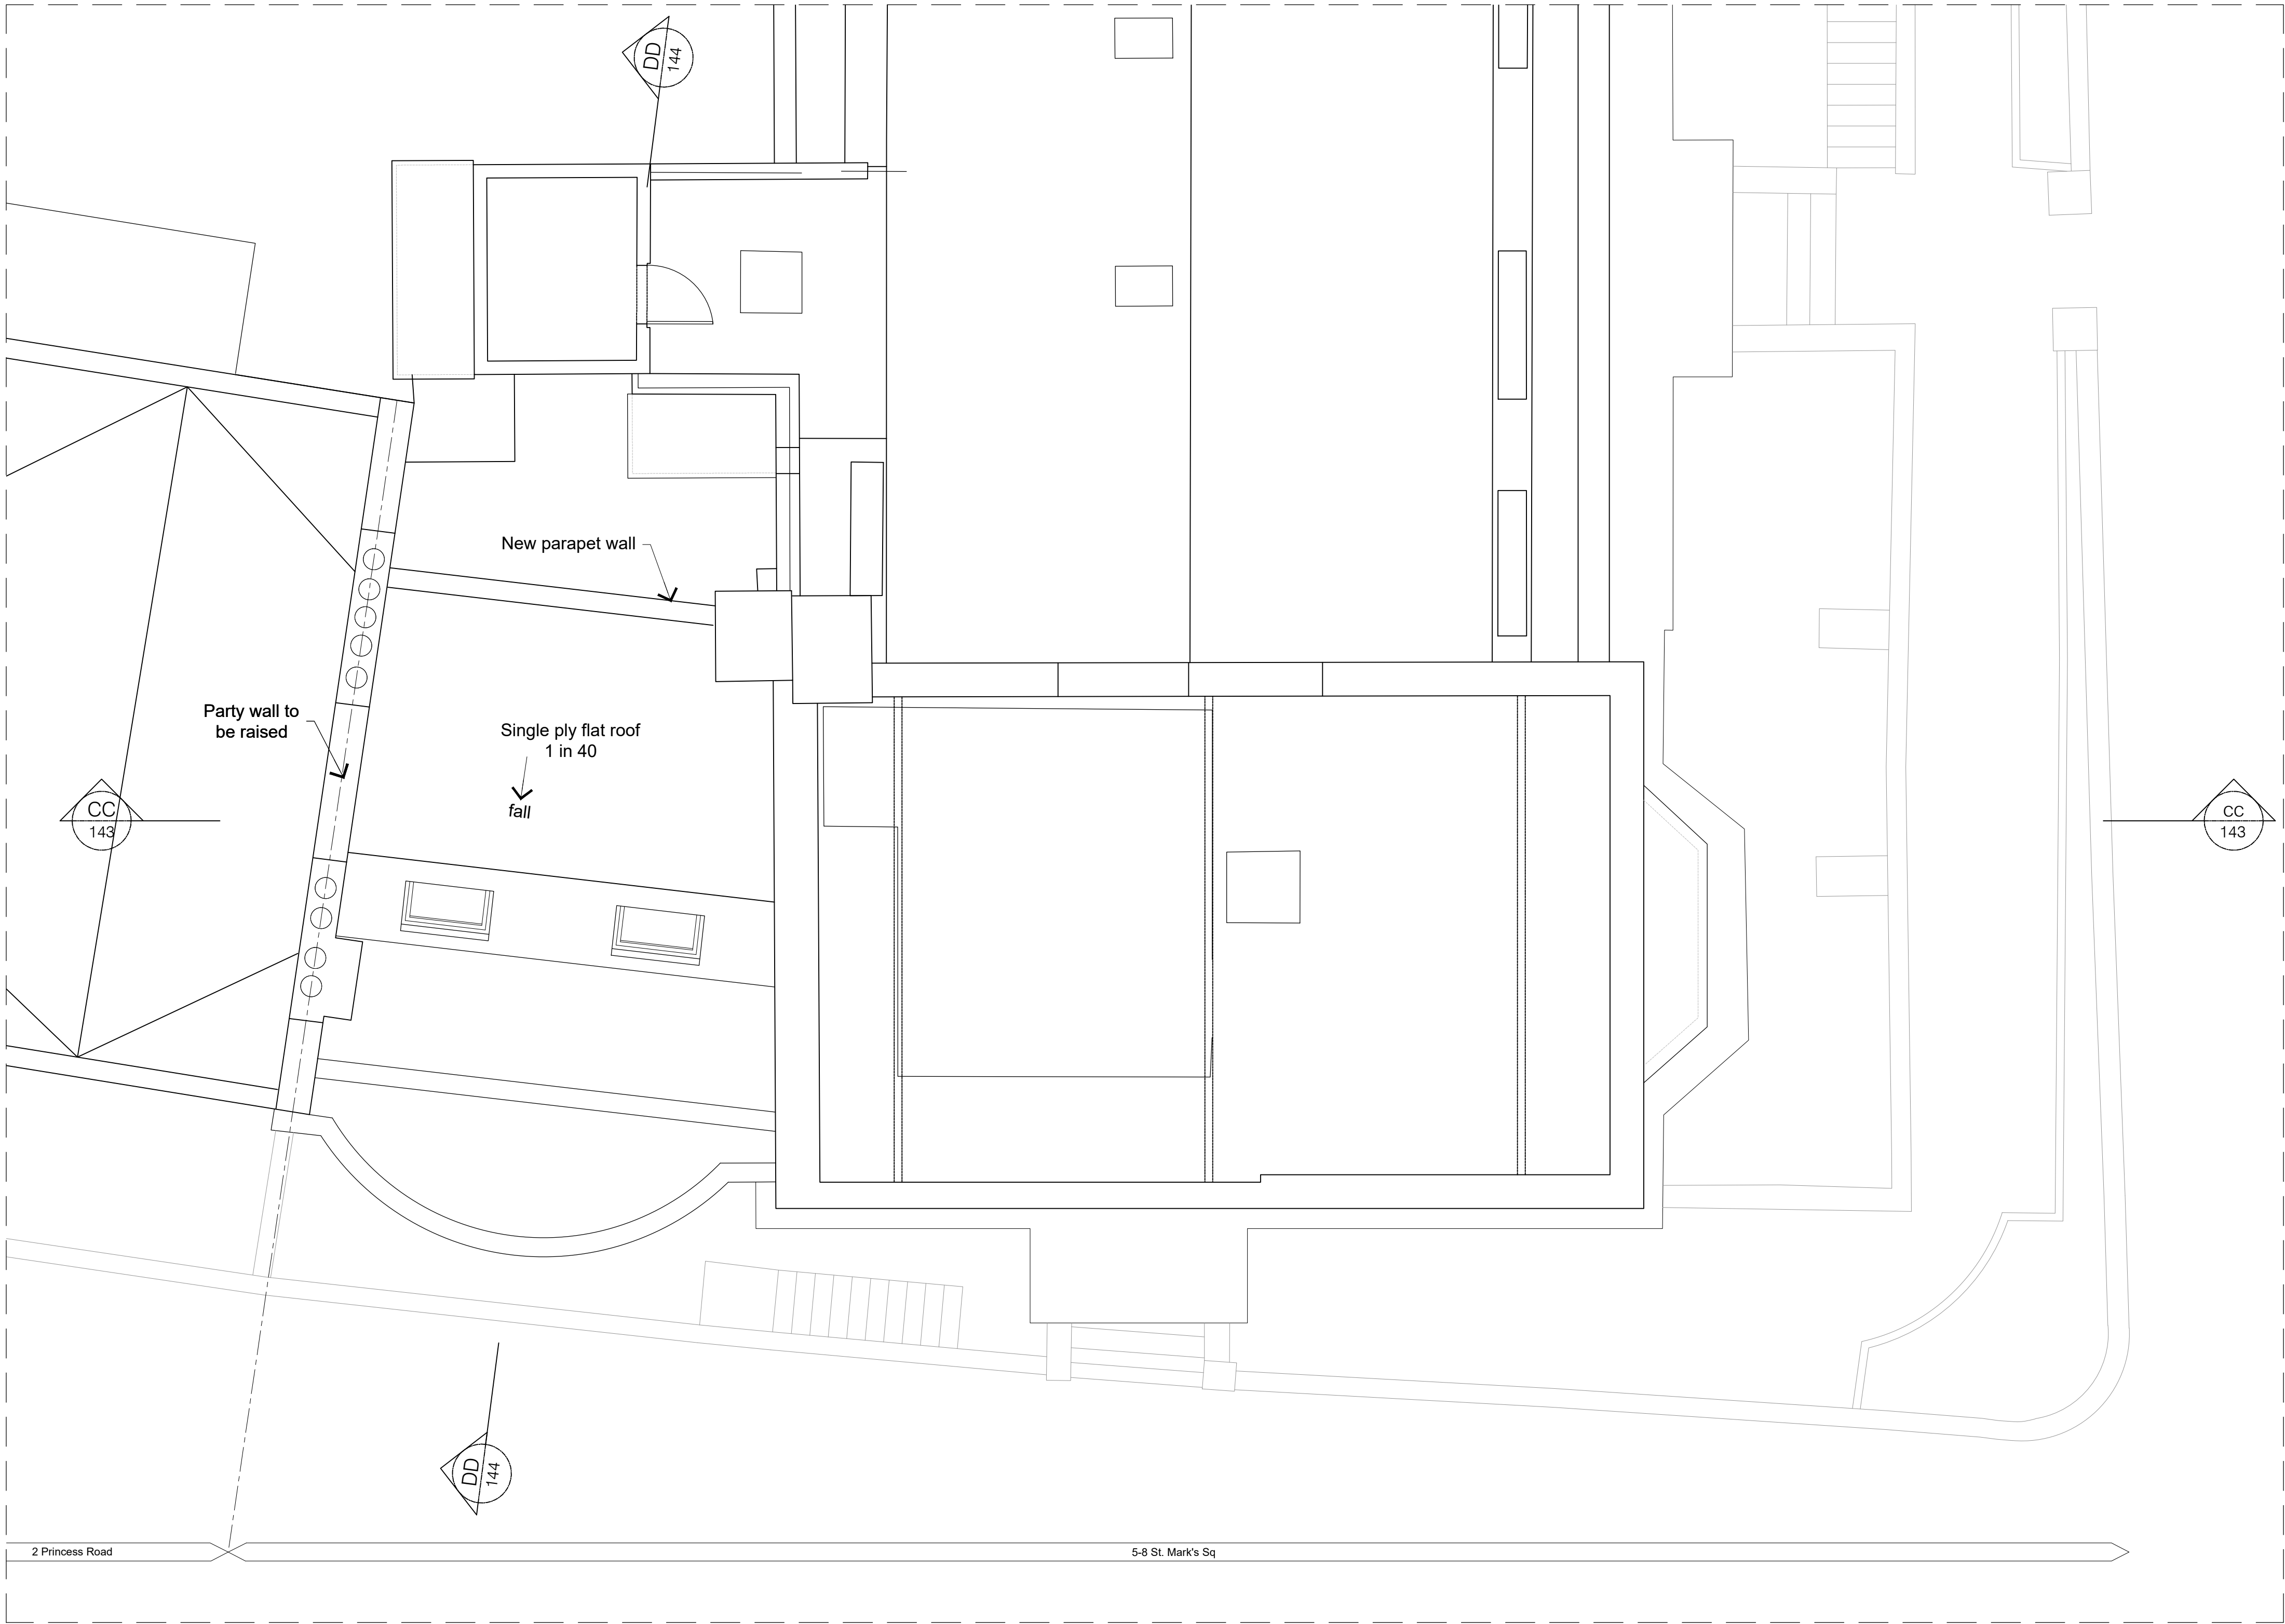 DD
144
New parapet wall
Party wall to
be raised
Single ply flat roof
1 in 40
fall
CC
143
CC
143
DD
144
2 Princess Road
5-8 St. Mark's Sq